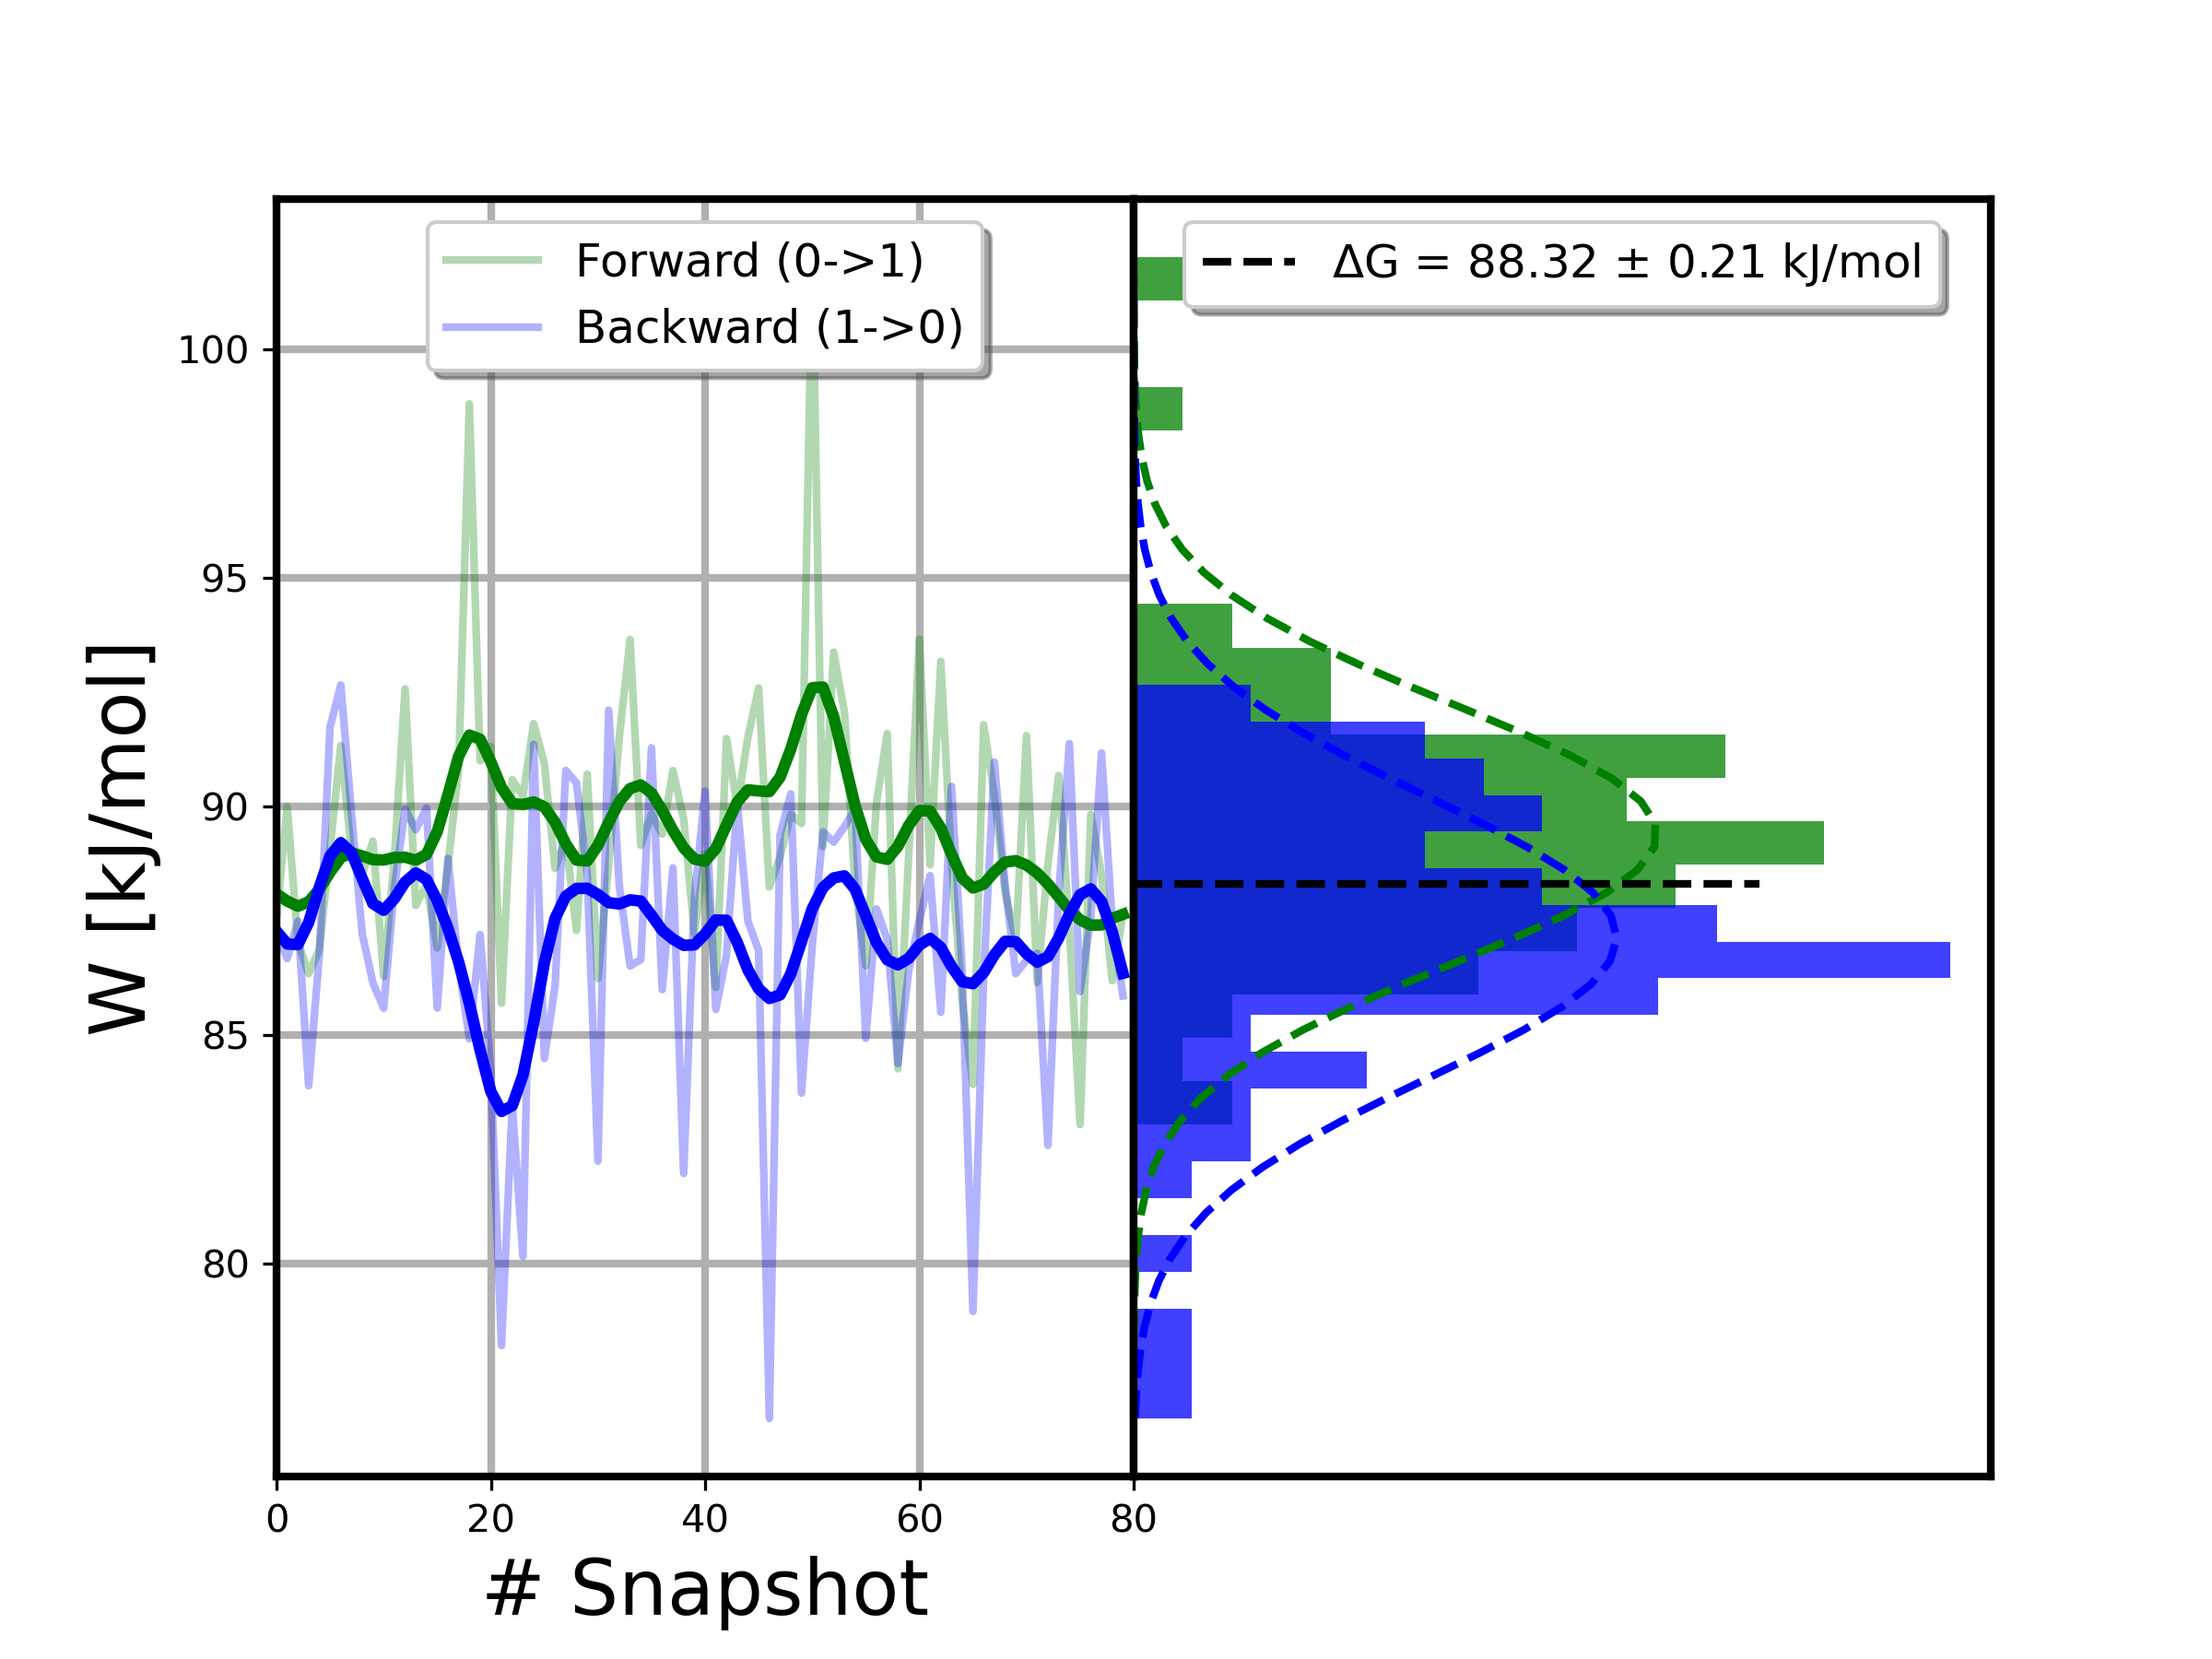 Forward (0->1)
Backward (1->0)
ΔG = 88.32 ± 0.21 kJ/mol
100
95
90
85
80
W [kJ/mol]
0 20 40 60 80
# Snapshot